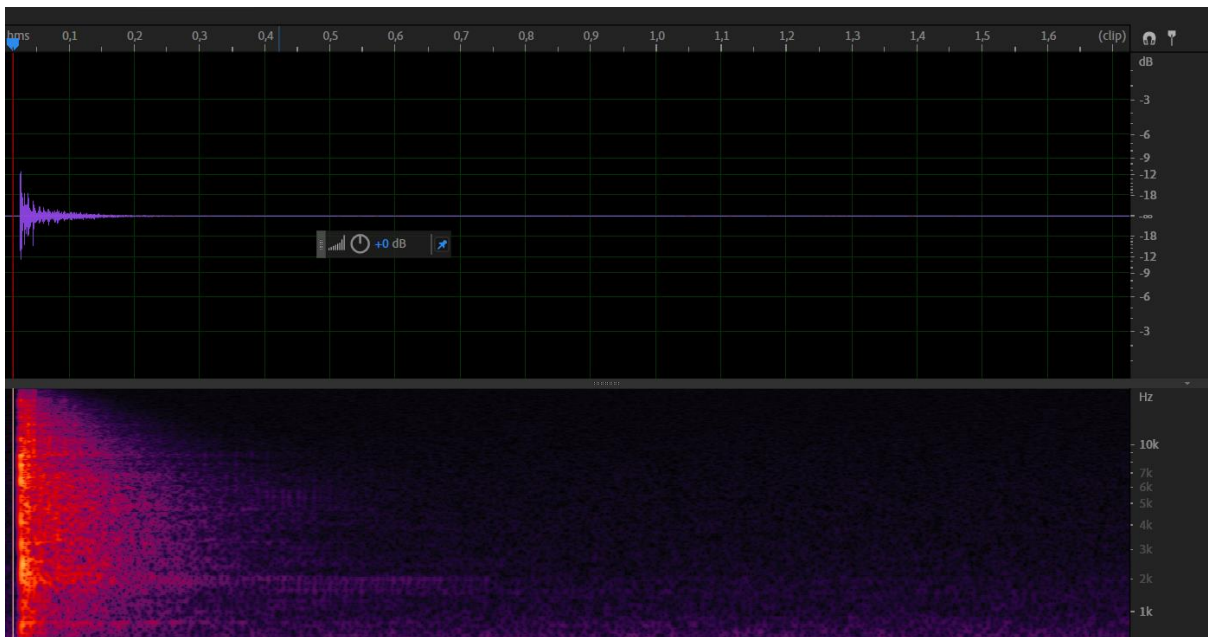 hms 0,1 0,2 0,3 0,4 0,5 0,6 0,7 0,8 0,9 1,0 1,1 1,2 1,3 1,4 1,5 1,6 (clip)
dB
-3
-6
-9
-12
-18
-∞
-18
-12
-9
-6
-3
+0 dB
Hz
10k
7k
6k
5k
4k
3k
2k
1k